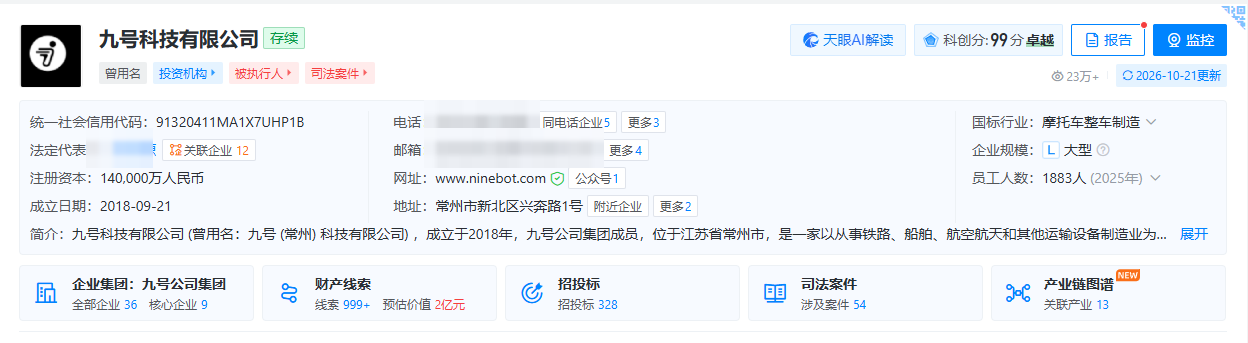 九号科技有限公司 存续
天眼AI解读 科创分:99分卓越 报告 监控
曾用名 投资机构 被执行人 司法案件
23万+ 2026-10-21更新
统一社会信用代码：91320411MA1X7UHP1B
电话 同电话企业5 更多3
国标行业：摩托车整车制造
法定代表 关联企业 12
邮箱 更多4
企业规模：L 大型
注册资本：140,000万人民币
网址：www.ninebot.com 公众号1
员工人数：1883人 (2025年)
成立日期：2018-09-21
地址：常州市新北区兴奔路1号 附近企业 更多2
简介：九号科技有限公司 (曾用名：九号 (常州) 科技有限公司) ，成立于2018年，九号公司集团成员，位于江苏省常州市，是一家以从事铁路、船舶、航空航天和其他运输设备制造业为... 展开
企业集团：九号公司集团
全部企业 36 核心企业 9
财产线索
线索 999+ 预估价值 2亿元
招投标
招投标 328
司法案件
涉及案件 54
产业链图谱 NEW
关联产业 13